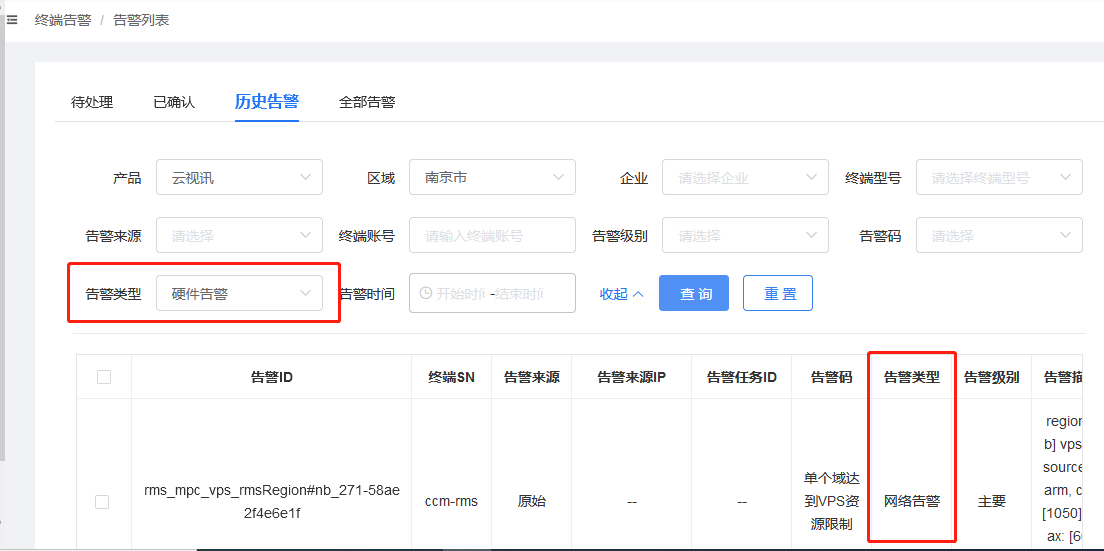 终端告警 / 告警列表
待处理 已确认 历史告警 全部告警
产品 云视讯 区域 南京市 企业 请选择企业 终端型号 请选择终端型号
告警来源 请选择 终端账号 请输入终端账号 告警级别 请选择 告警码 请选择
告警类型 硬件告警 告警时间 开始时间 - 结束时间 收起 查 询 重 置
告警ID 终端SN 告警来源 告警来源IP 告警任务ID 告警码 告警类型 告警级别 告警描
region
b] vps
source
arm, c
[1050]
ax: [60
rms_mpc_vps_rmsRegion#nb_271-58ae
2f4e6e1f
ccm-rms 原始 -- --
单个域达
到VPS资
源限制
网络告警 主要